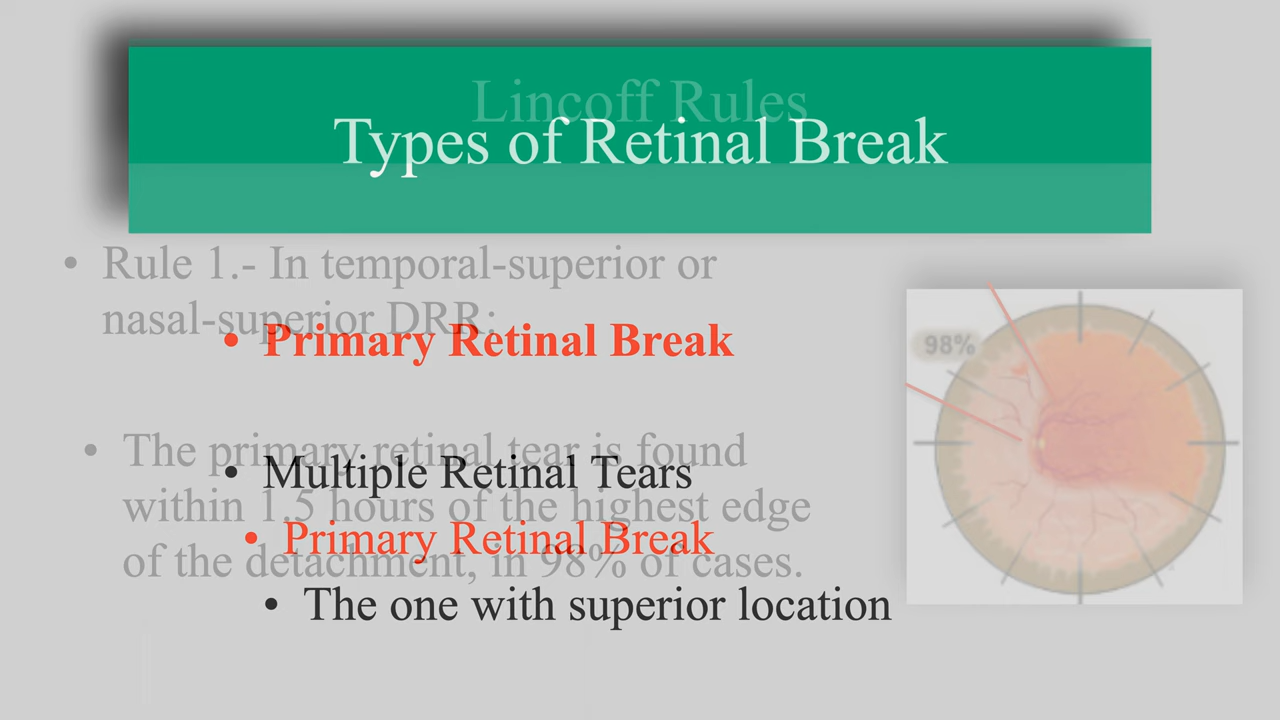 Lincoff Rules
Types of Retinal Break
• Rule 1.- In temporal-superior or
nasal-superior DRR:
• Primary Retinal Break
• The primary retinal tear is found
within 1.5 hours of the highest edge
of the detachment, in 98% of cases.
• Multiple Retinal Tears
• Primary Retinal Break
• The one with superior location
98%